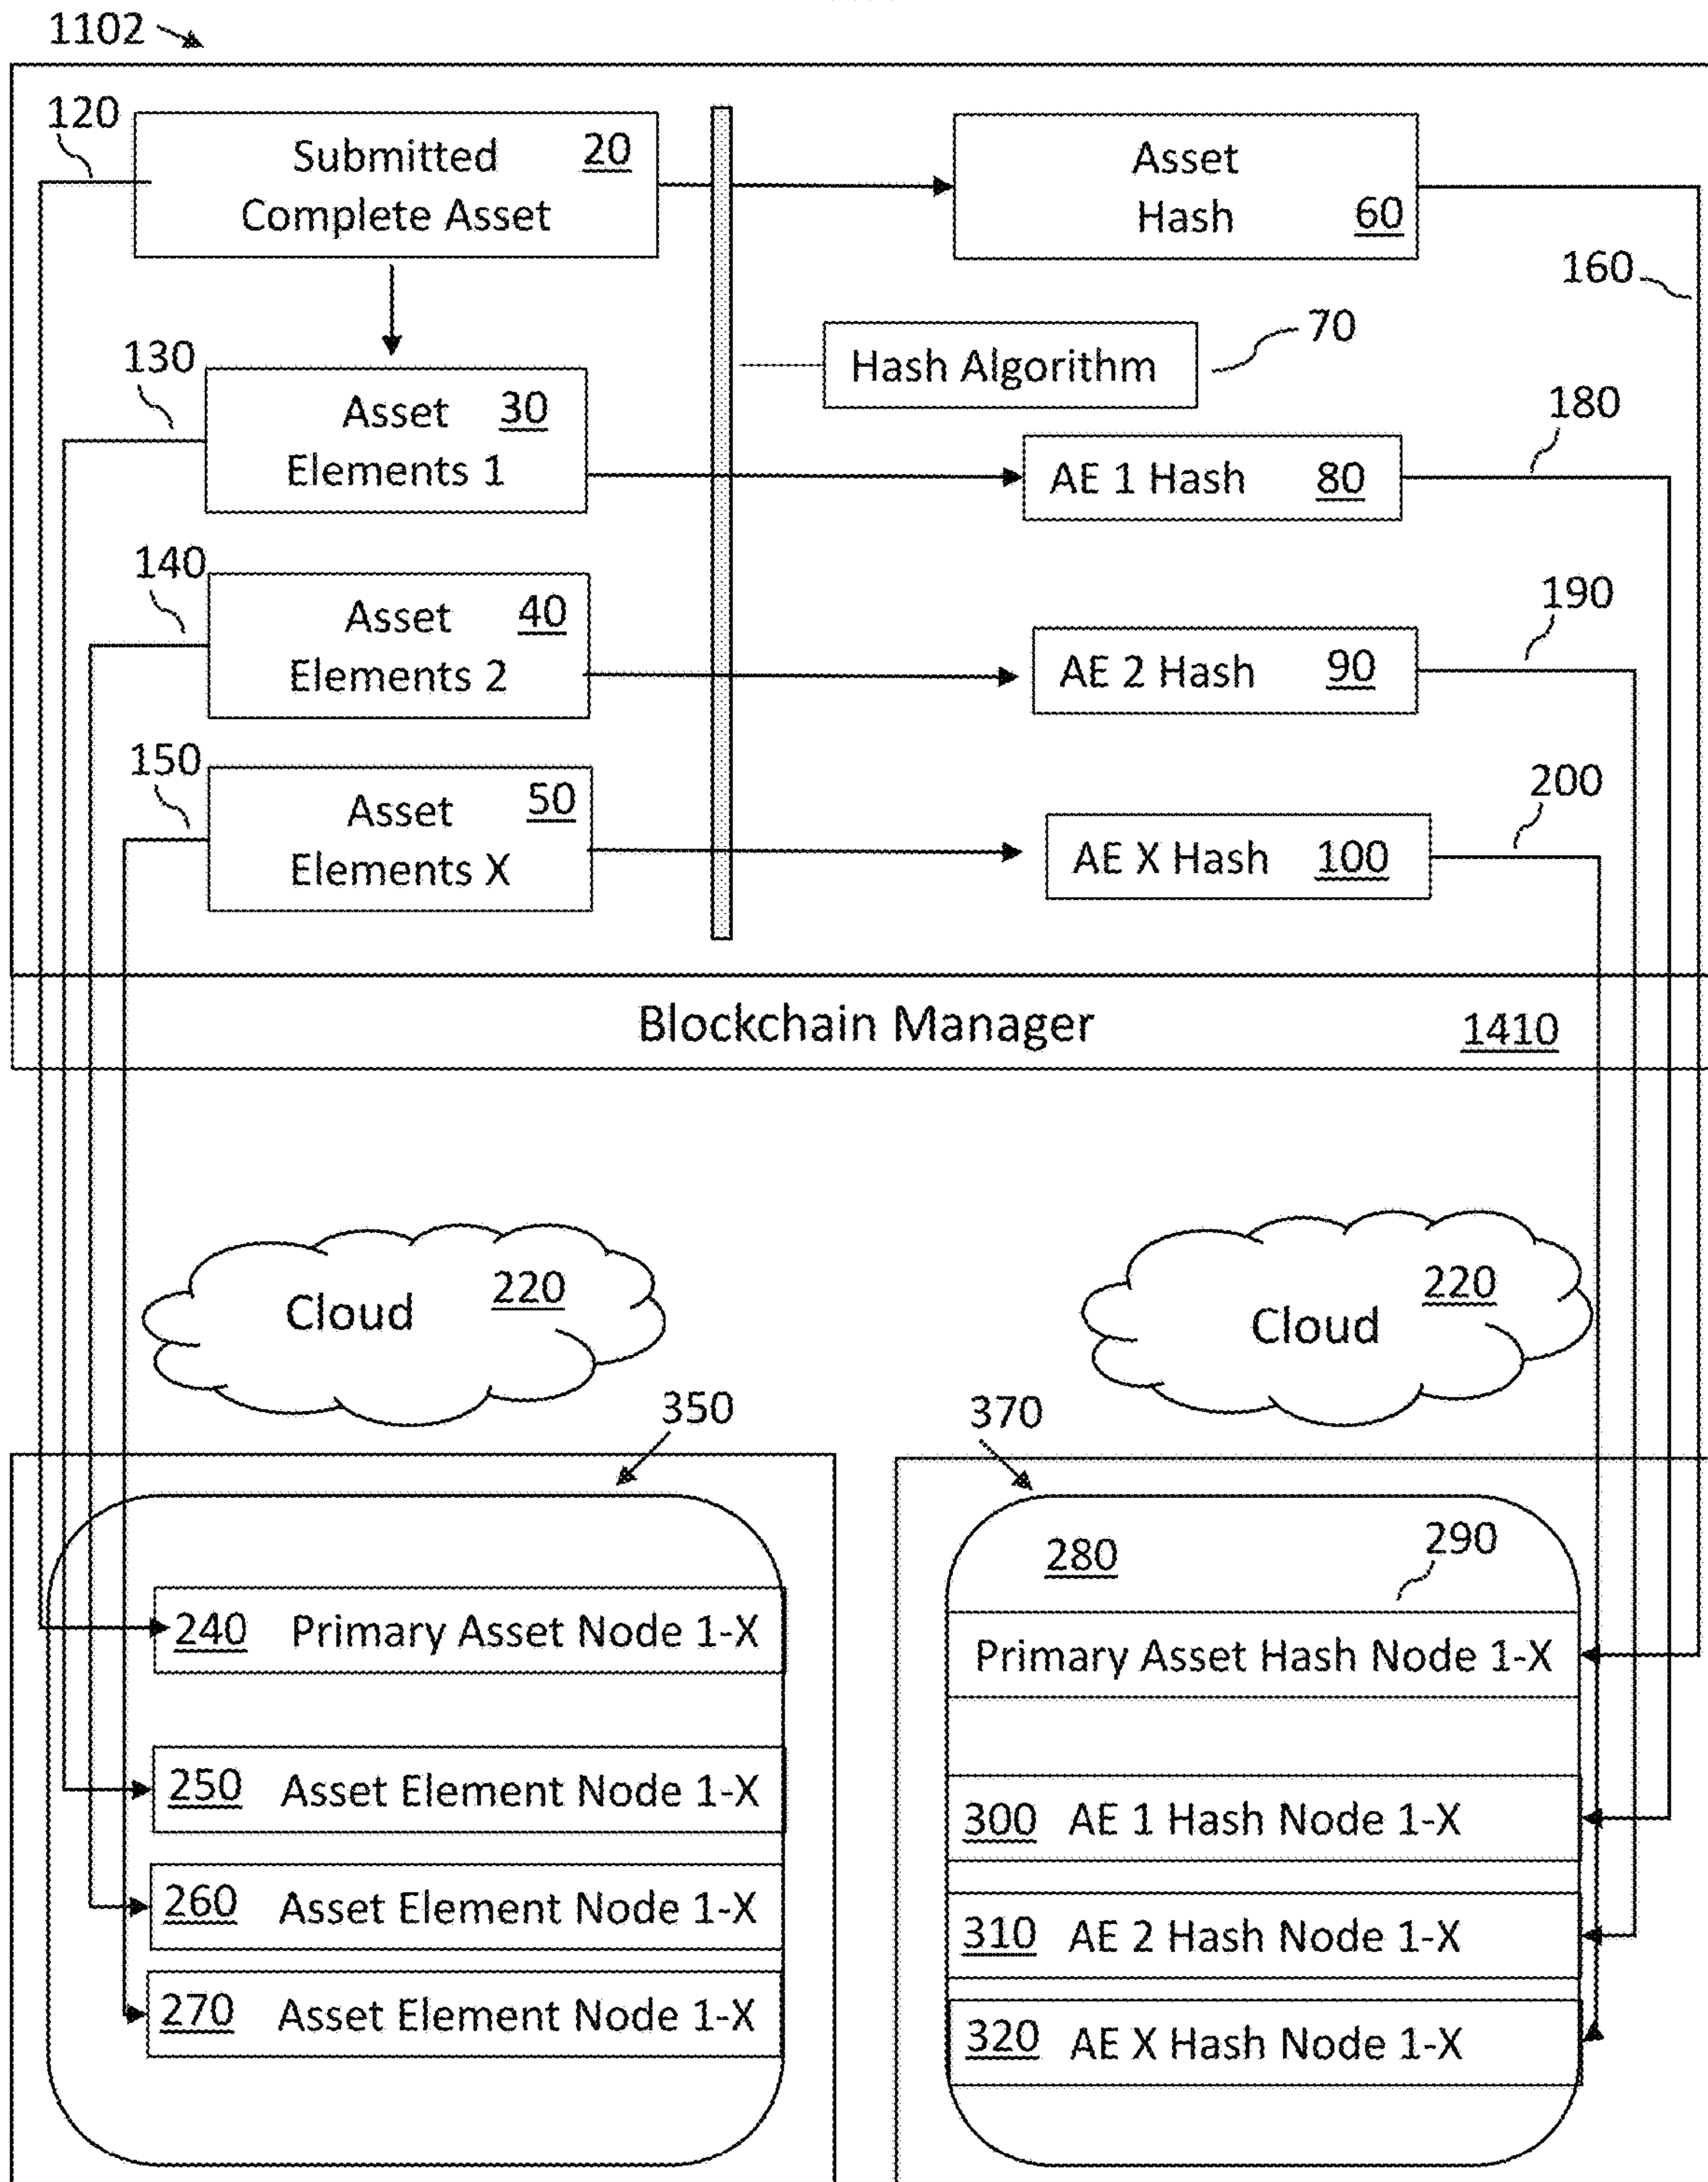 1102
120
Submitted 20
Complete Asset
Asset
Hash 60
160
Hash Algorithm
70
130
Asset 30
Elements 1
AE 1 Hash 80
180
140
Asset 40
Elements 2
AE 2 Hash 90
190
150
Asset 50
Elements X
AE X Hash 100
200
Blockchain Manager 1410
Cloud 220
Cloud 220
350
370
240 Primary Asset Node 1-X
250 Asset Element Node 1-X
260 Asset Element Node 1-X
270 Asset Element Node 1-X
280
290
Primary Asset Hash Node 1-X
300 AE 1 Hash Node 1-X
310 AE 2 Hash Node 1-X
320 AE X Hash Node 1-X